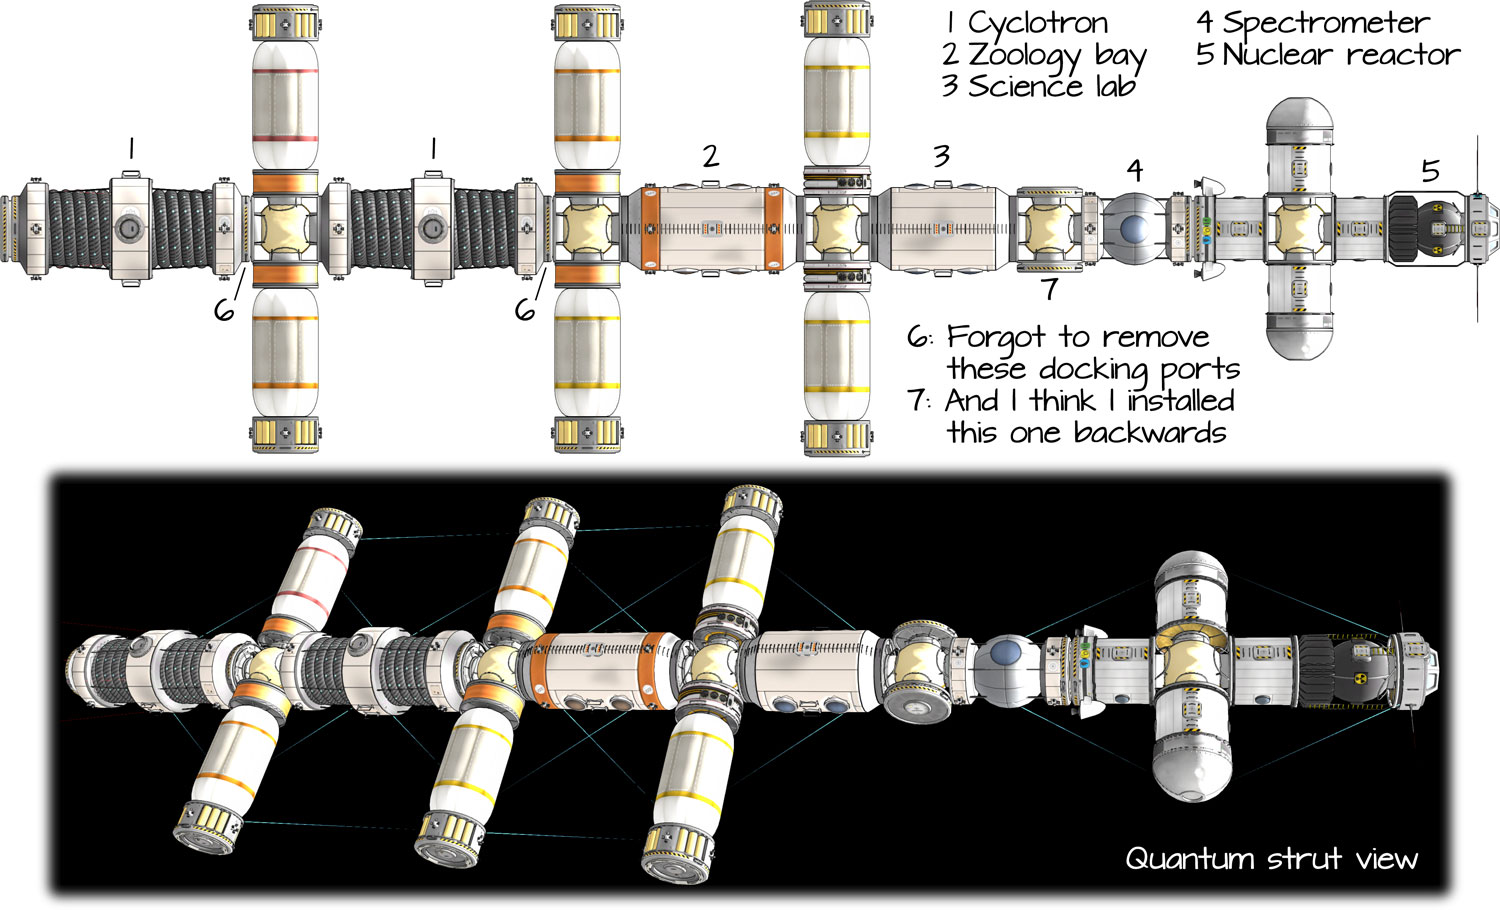 1 Cyclotron
2 Zoology bay
3 Science lab
4 Spectrometer
5 Nuclear reactor
1
1
2
3
4
5
6
6
7
6: Forgot to remove
these docking ports
7: And I think I installed
this one backwards
Quantum strut view